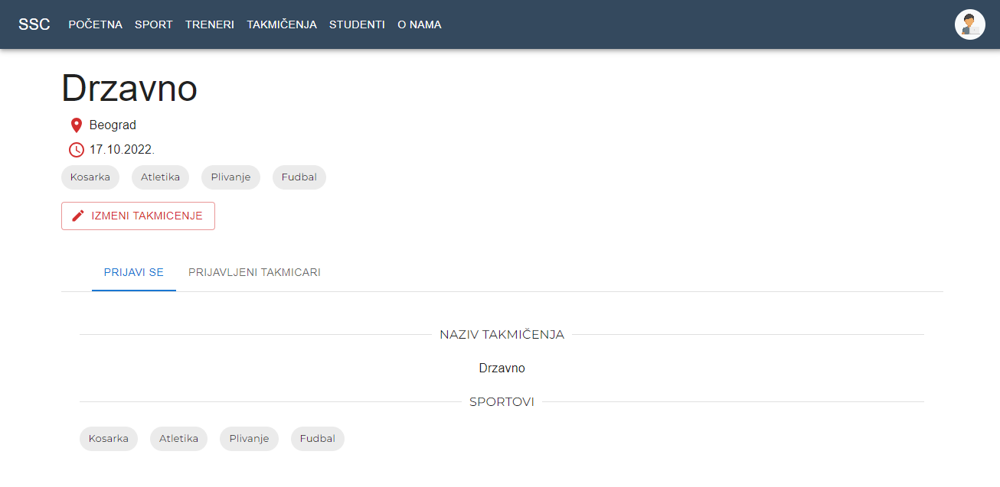 SSC POČETNA SPORT TRENERI TAKMIČENJA STUDENTI O NAMA
Drzavno
Beograd
17.10.2022.
Kosarka Atletika Plivanje Fudbal
IZMENI TAKMICENJE
PRIJAVI SE PRIJAVLJENI TAKMICARI
NAZIV TAKMIČENJA
Drzavno
SPORTOVI
Kosarka Atletika Plivanje Fudbal